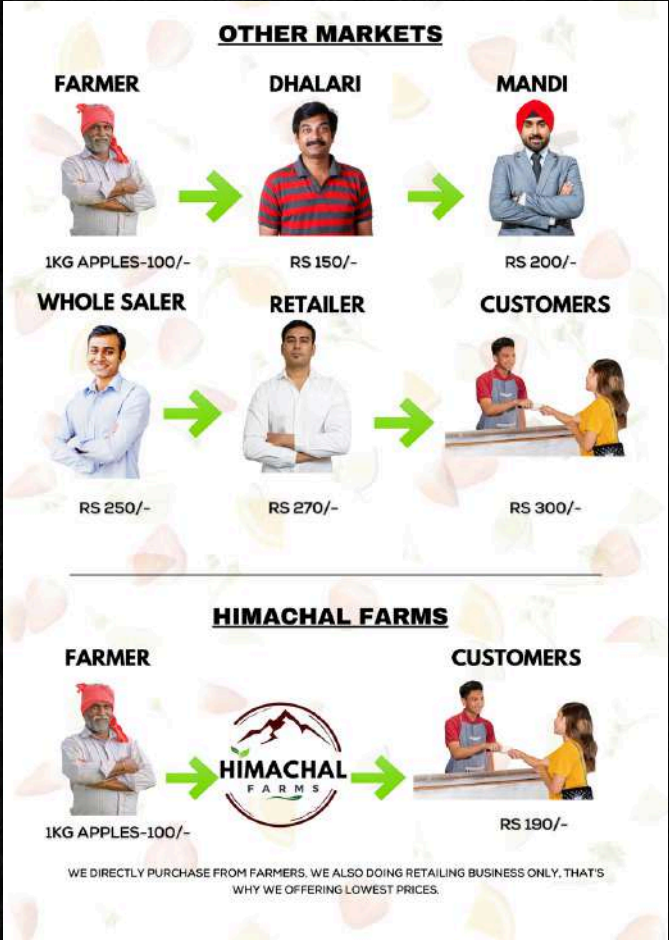 OTHER MARKETS
FARMER
DHALARI
MANDI
1KG APPLES-100/-
RS 150/-
RS 200/-
WHOLE SALER
RETAILER
CUSTOMERS
RS 250/-
RS 270/-
RS 300/-
HIMACHAL FARMS
FARMER
CUSTOMERS
HIMACHAL
FARMS
1KG APPLES-100/-
RS 190/-
WE DIRECTLY PURCHASE FROM FARMERS. WE ALSO DOING RETAILING BUSINESS ONLY, THAT'S
WHY WE OFFERING LOWEST PRICES.